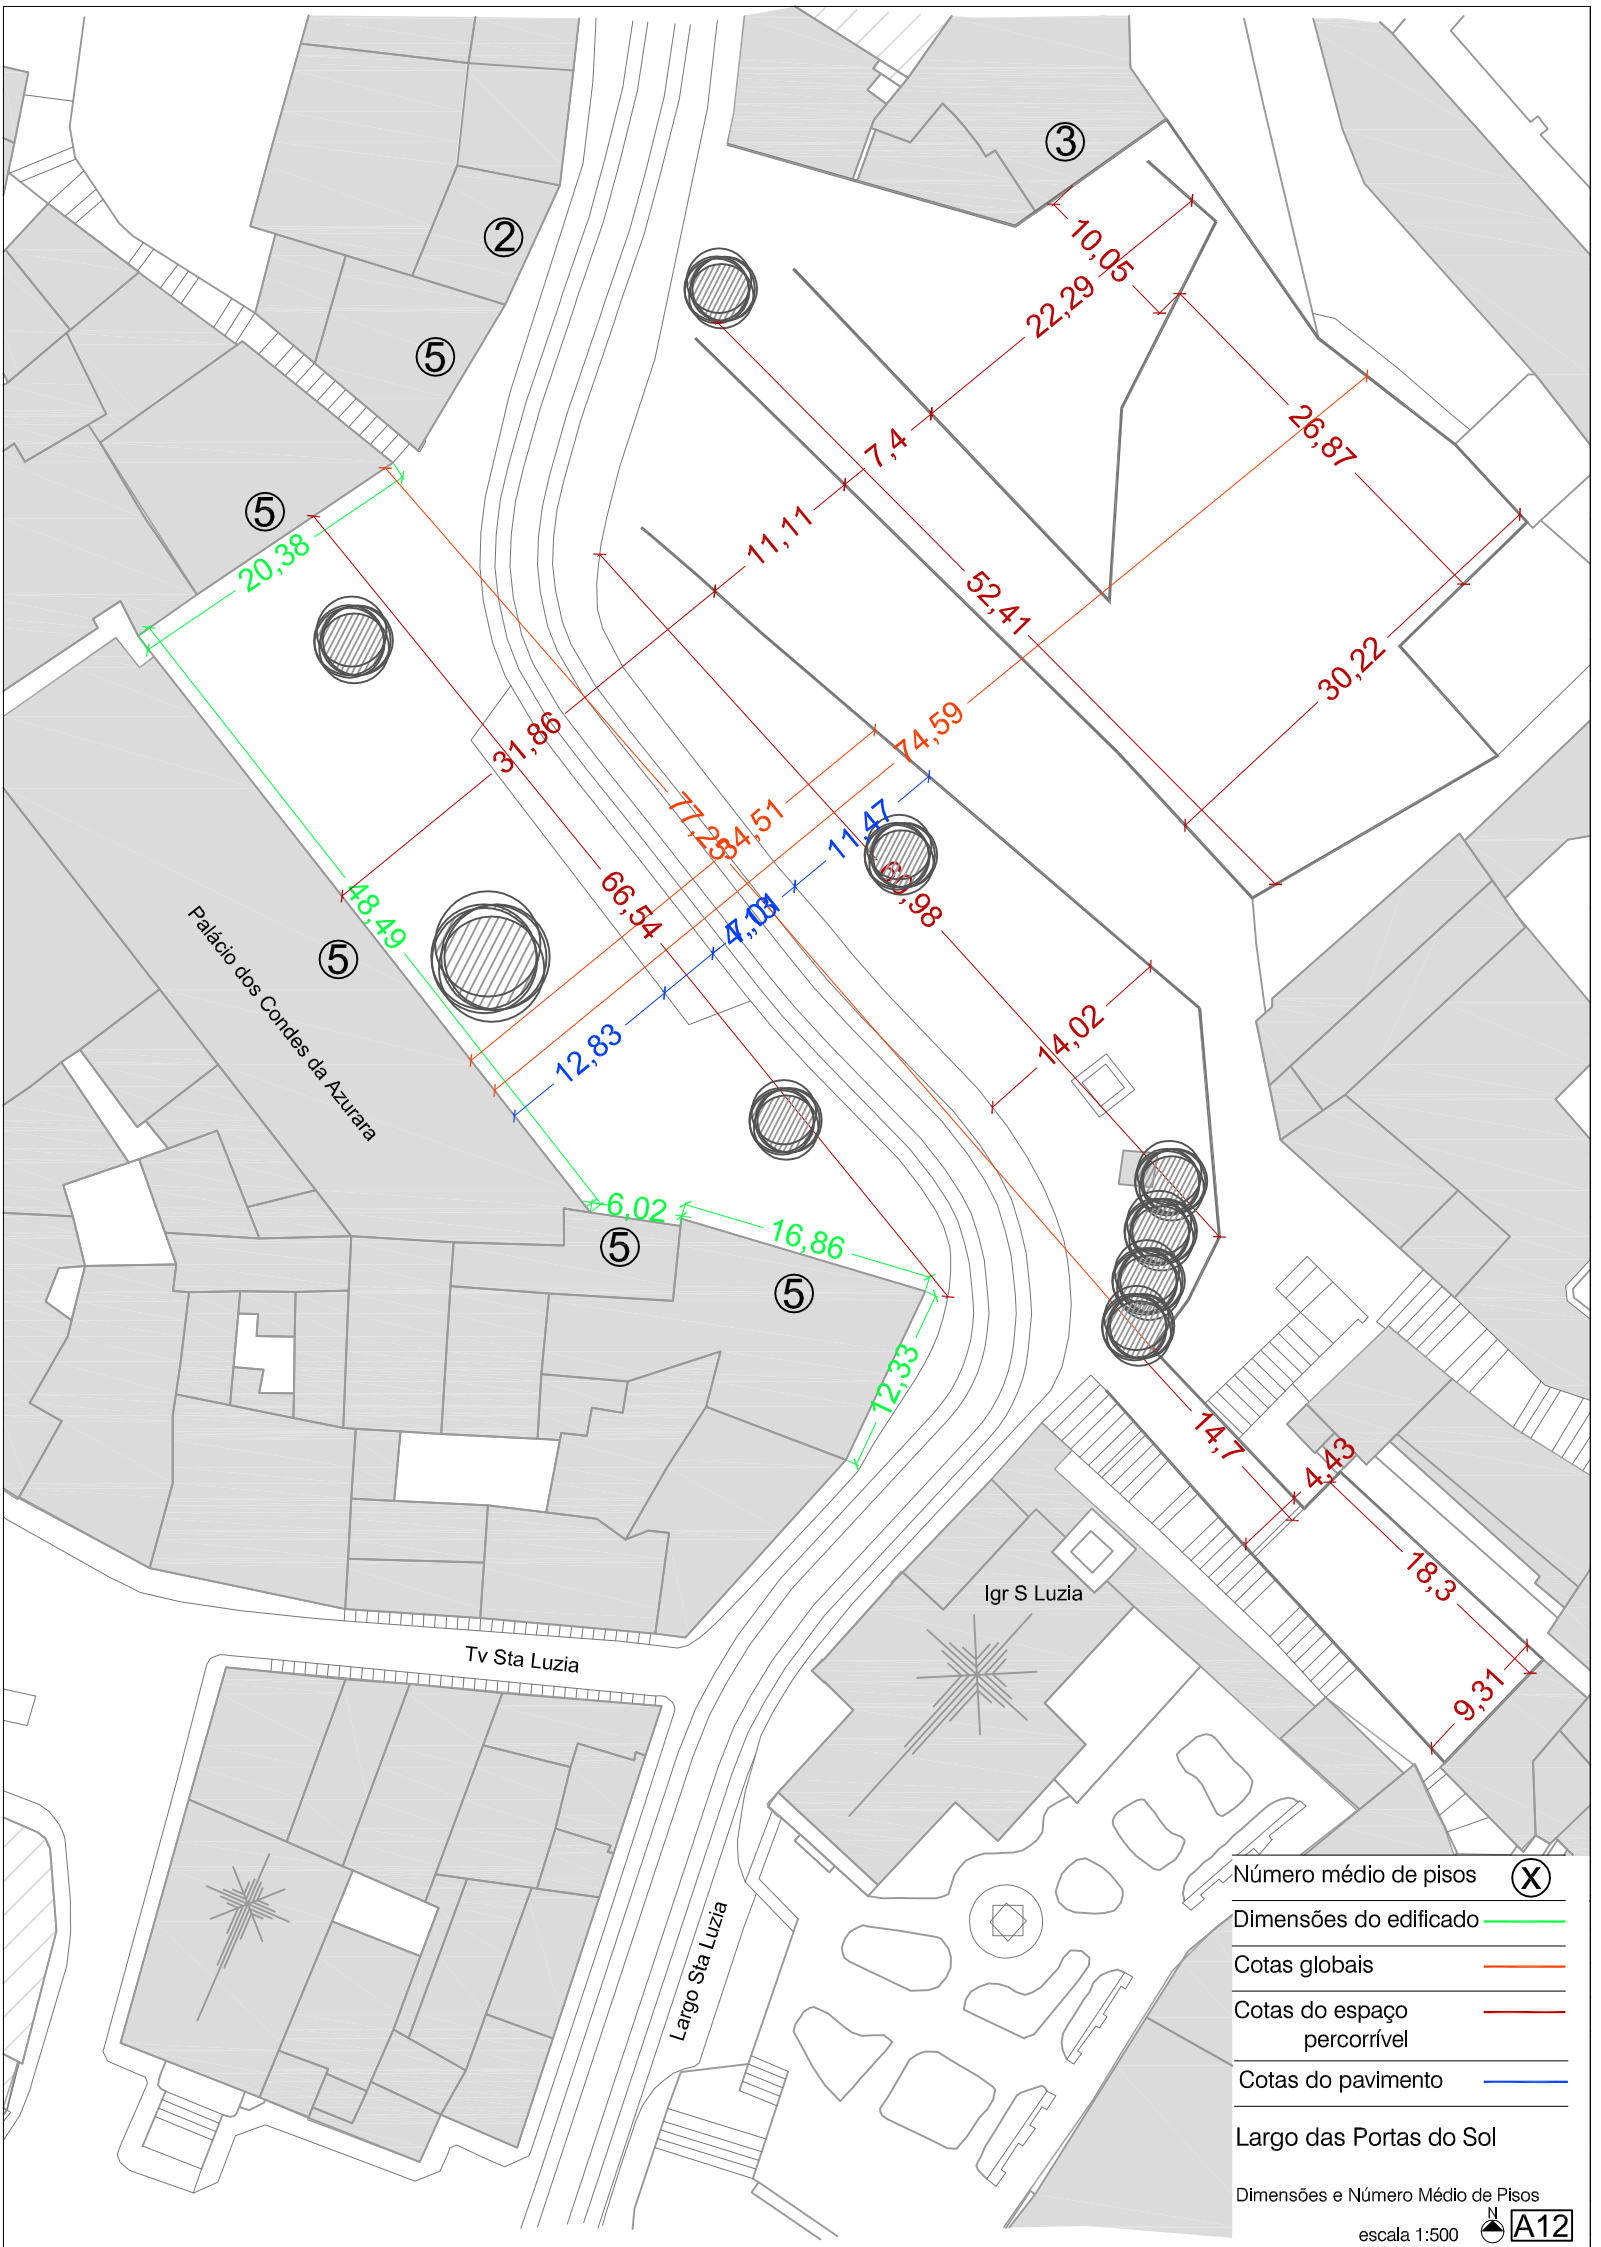 3
2
10,05
22,29
5
26,87
7,4
5
11,11
20,38
52,41
30,22
31,86
74,59
77,25
34,51
11,47
48,49
66,54
Palácio dos Condes da Azurara
5
12,83
14,02
6,02
5
16,86
5
12,33
14,7
4,43
18,3
Igr S Luzia
Tv Sta Luzia
9,31
Largo Sta Luzia
Número médio de pisos X
Dimensões do edificado
Cotas globais
Cotas do espaço
percorrível
Cotas do pavimento
Largo das Portas do Sol
Dimensões e Número Médio de Pisos
escala 1:500 N A12